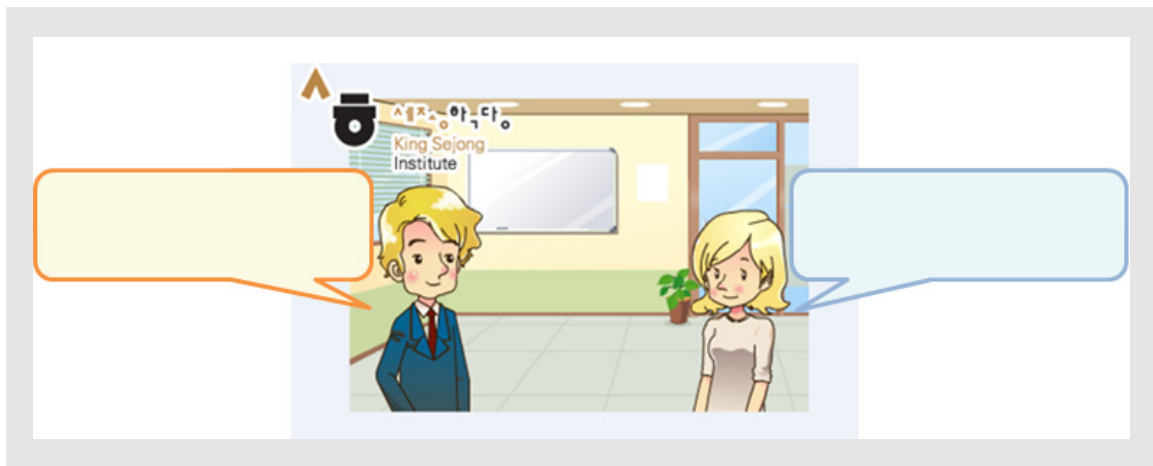 세종학당
King Sejong
Institute